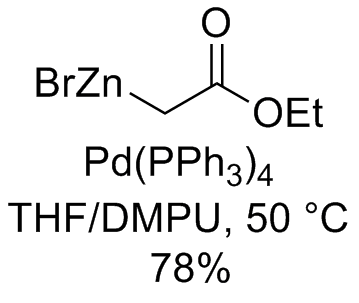 O
BrZn
OEt
Pd(PPh₃)₄
THF/DMPU, 50 °C
78%